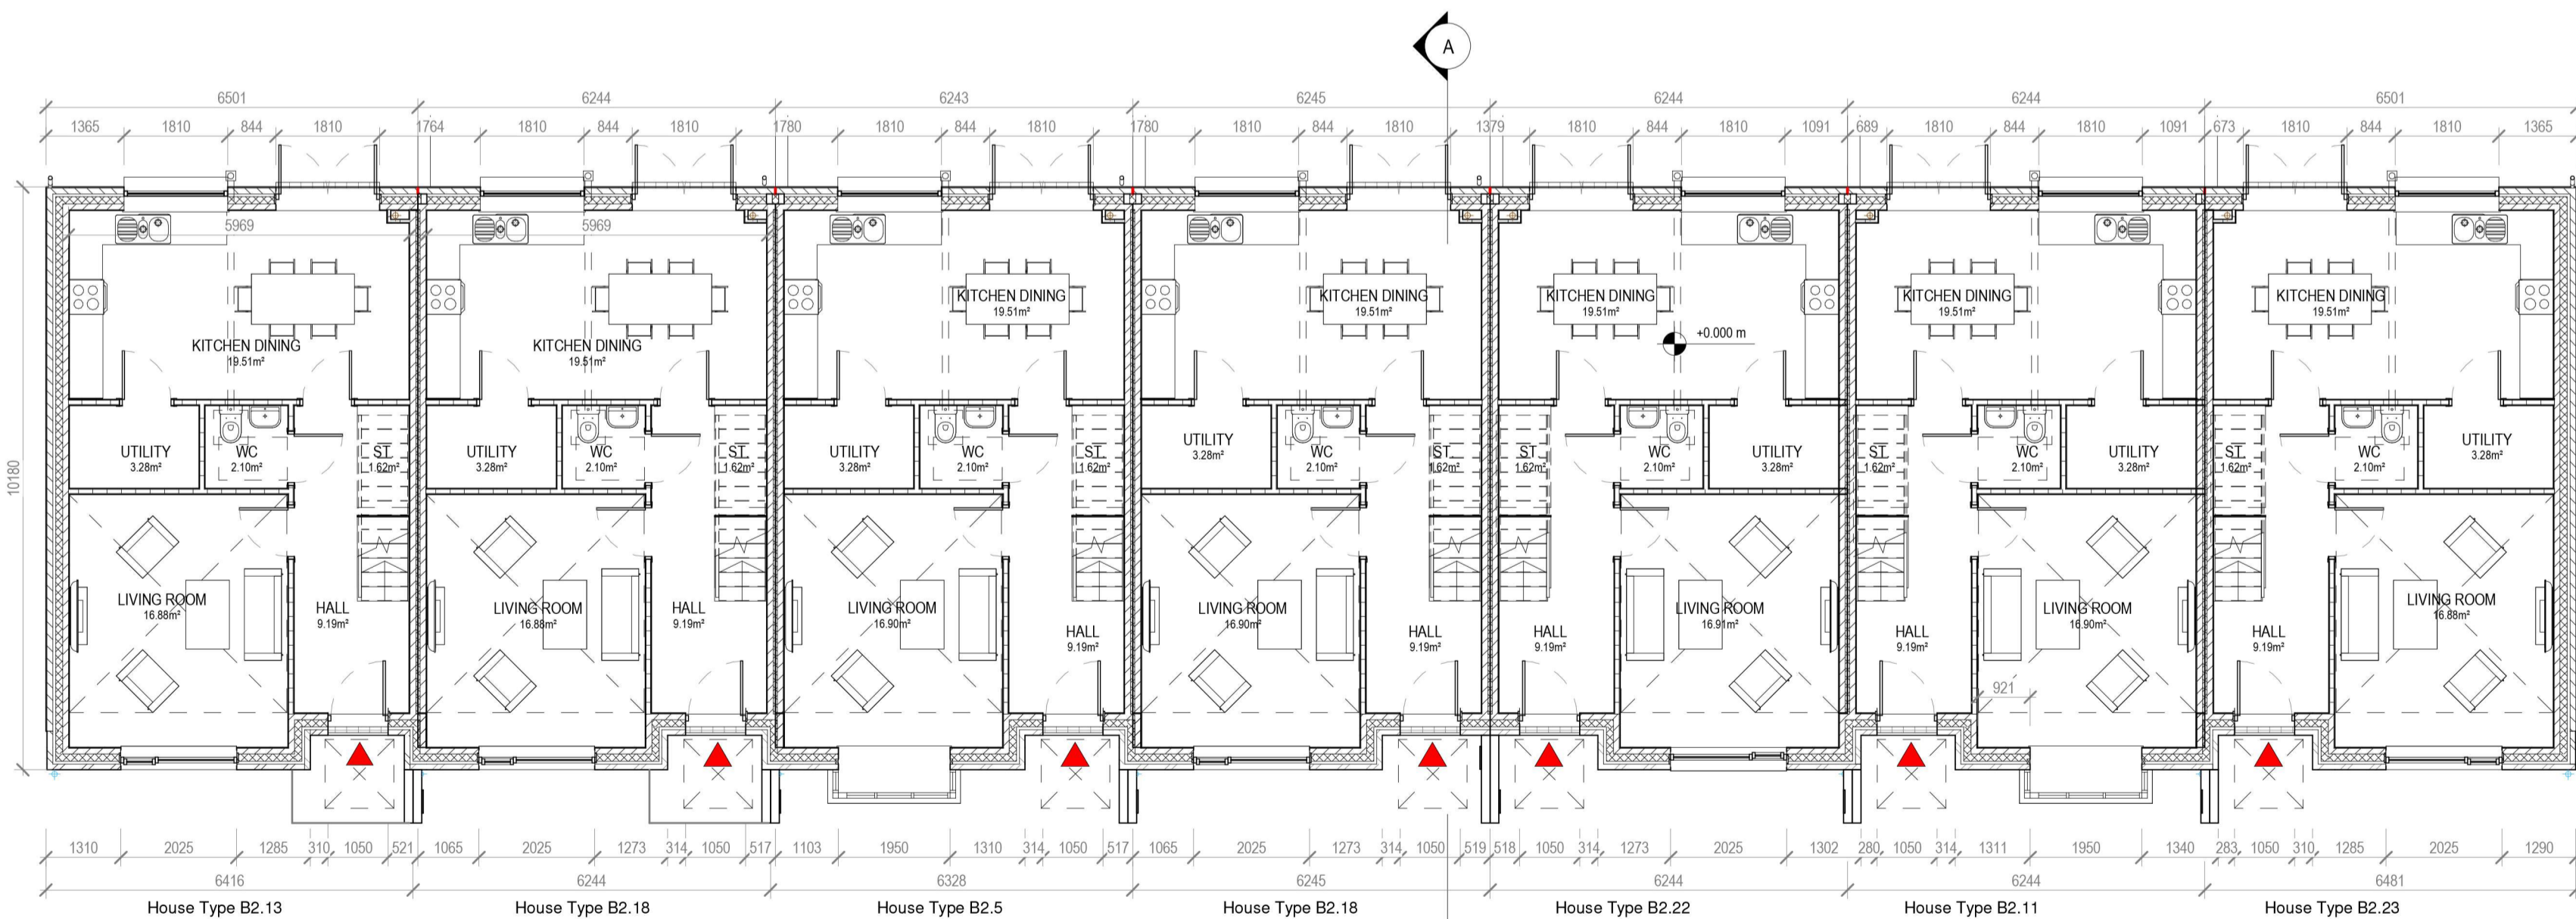 A
6501 6244 6243 6245 6244 6244 6501
1365 1810 844 1810 1764 1810 844 1810 1780 1810 844 1810 1780 1810 844 1810 1379 1810 844 1810 1091 689 1810 844 1810 1091 673 1810 844 1810 1365
5969 5969
KITCHEN DINING KITCHEN DINING KITCHEN DINING KITCHEN DINING KITCHEN DINING
19.51m² 19.51m² 19.51m² 19.51m² 19.51m²
+0.000 m
KITCHEN DINING KITCHEN DINING
19.51m² 19.51m²
UTILITY UTILITY
3.28m² 3.28m²
UTILITY WC ST UTILITY WC ST UTILITY WC ST WC ST ST WC UTILITY ST WC UTILITY ST WC
3.28m² 2.10m² 1.62m² 3.28m² 2.10m² 1.62m² 3.28m² 2.10m² 1.62m² 2.10m² 1.62m² 1.62m² 2.10m² 3.28m² 1.62m² 2.10m² 3.28m² 1.62m² 2.10m²
10180
LIVING ROOM LIVING ROOM
16.88m² 16.88m²
HALL LIVING ROOM HALL LIVING ROOM LIVING ROOM LIVING ROOM LIVING ROOM
9.19m² 16.88m² 9.19m² 16.90m² 16.90m² 16.91m² 16.90m²
HALL HALL HALL HALL HALL
9.19m² 9.19m² 9.19m² 9.19m² 9.19m²
921
1310 2025 1285 310 1050 521 1065 2025 1273 314 1050 517 1103 1950 1310 314 1050 517 1065 2025 1273 314 1050 519 518 1050 314 1273 2025 1302 280 1050 314 1311 1950 1340 283 1050 310 1285 2025 1290
6416 6244 6328 6245 6244 6244 6481
House Type B2.13 House Type B2.18 House Type B2.5 House Type B2.18 House Type B2.22 House Type B2.11 House Type B2.23